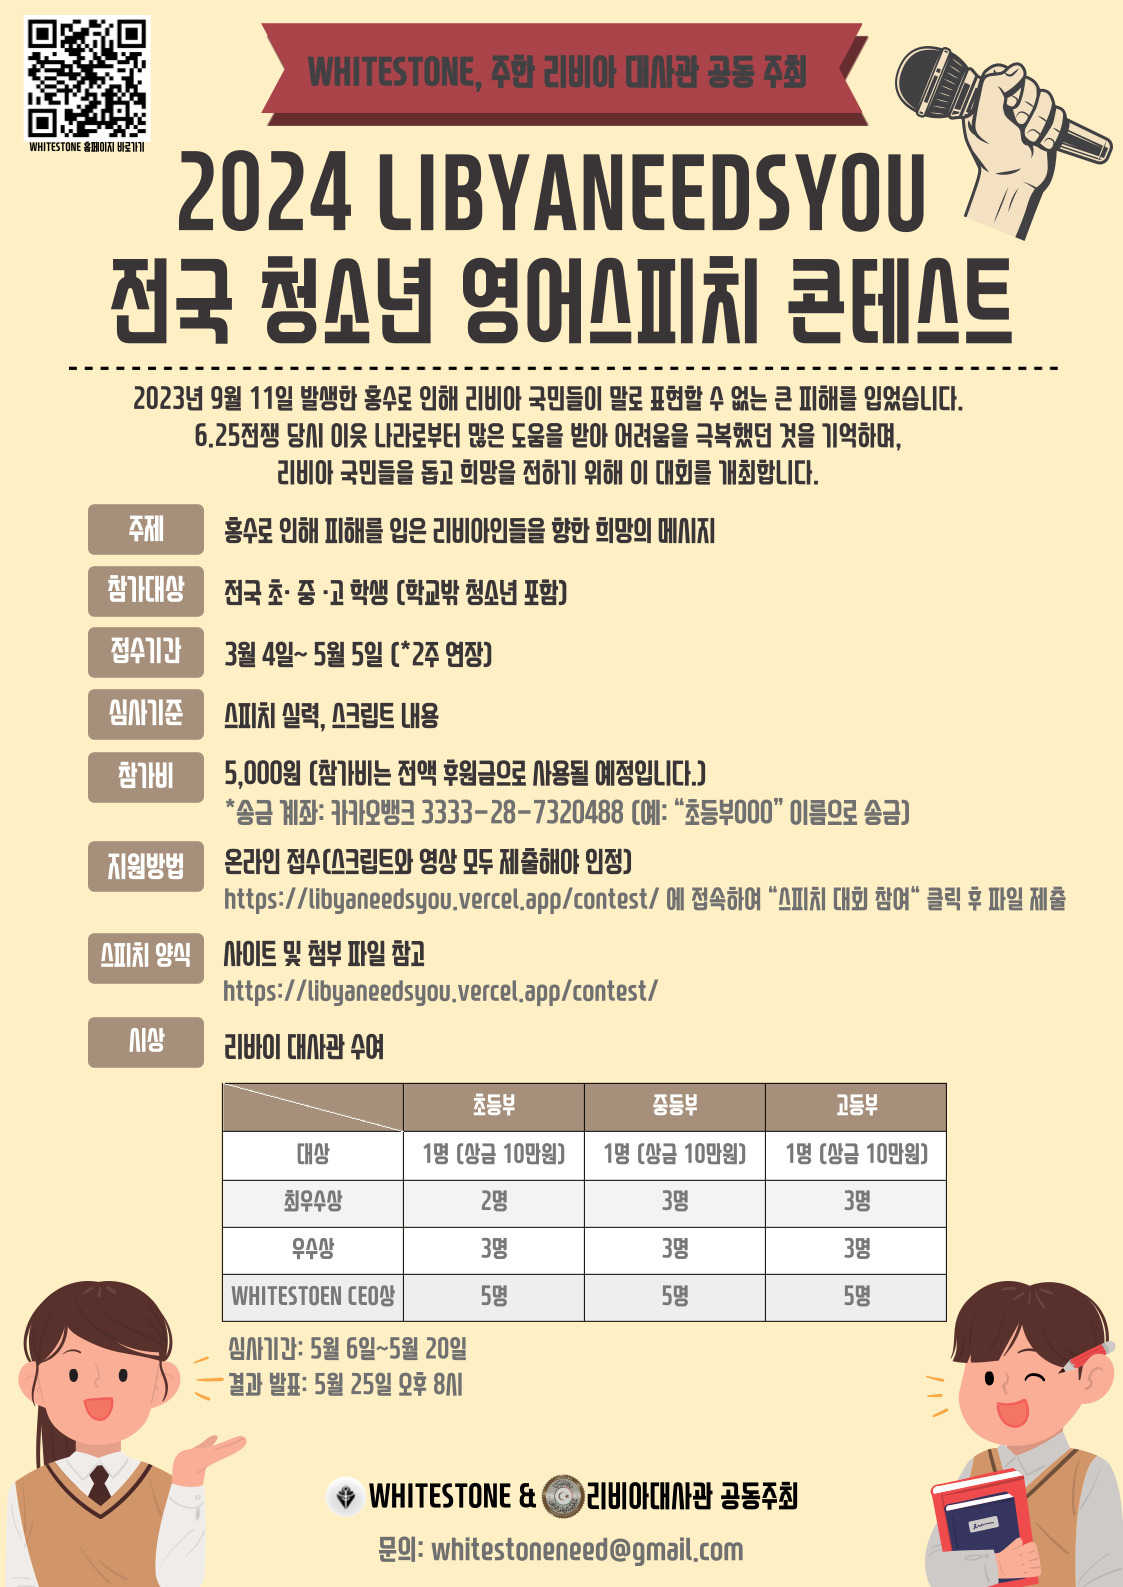 WHITESTONE, 주한 리비아 대사관 공동 주최
WHITESTONE 홈페이지 바로가기
2024 LIBYANEEDSYOU
전국 청소년 영어스피치 콘테스트
2023년 9월 11일 발생한 홍수로 인해 리비아 국민들이 말로 표현할 수 없는 큰 피해를 입었습니다.
6.25전쟁 당시 이웃 나라로부터 많은 도움을 받아 어려움을 극복했던 것을 기억하며,
리비아 국민들을 돕고 희망을 전하기 위해 이 대회를 개최합니다.
주제 홍수로 인해 피해를 입은 리비아인들을 향한 희망의 메시지
참가대상 전국 초· 중 ·고 학생 (학교밖 청소년 포함)
접수기간 3월 4일~ 5월 5일 (*2주 연장)
심사기준 스피치 실력, 스크립트 내용
참가비 5,000원 (참가비는 전액 후원금으로 사용될 예정입니다.)
*송금 계좌: 카카오뱅크 3333-28-7320488 (예: “초등부OOO” 이름으로 송금)
지원방법 온라인 접수(스크립트와 영상 모두 제출해야 인정)
https://libyaneedsyou.vercel.app/contest/ 에 접속하여 “스피치 대회 참여“ 클릭 후 파일 제출
스피치 양식 사이트 및 첨부 파일 참고
https://libyaneedsyou.vercel.app/contest/
시상 리바이 대사관 수여
초등부 중등부 고등부
대상 1명 (상금 10만원) 1명 (상금 10만원) 1명 (상금 10만원)
최우수상 2명 3명 3명
우수상 3명 3명 3명
WHITESTOEN CEO상 5명 5명 5명
심사기간: 5월 6일~5월 20일
결과 발표: 5월 25일 오후 8시
WHITESTONE & 리비아대사관 공동주최
문의: whitestoneneed@gmail.com